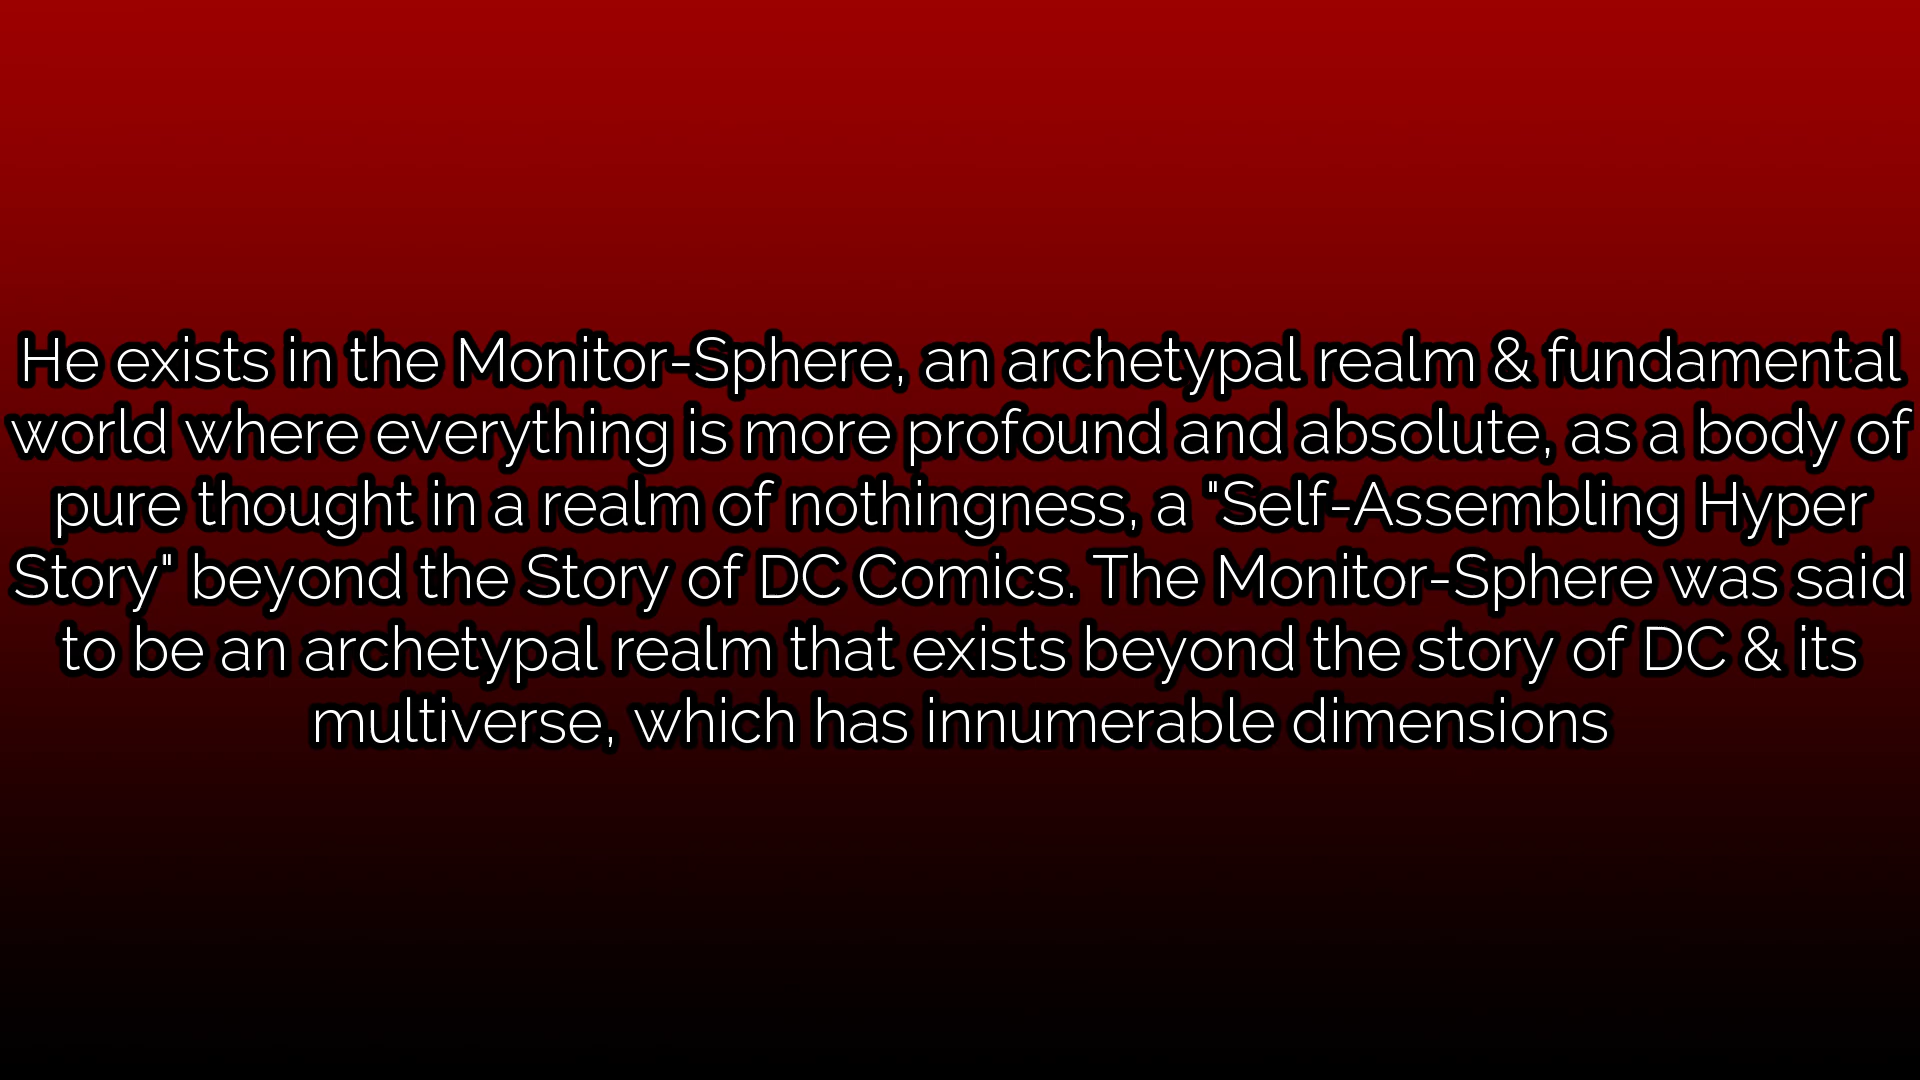 He exists in the Monitor-Sphere, an archetypal realm & fundamental
world where everything is more profound and absolute, as a body of
pure thought in a realm of nothingness, a "Self-Assembling Hyper
Story" beyond the Story of DC Comics. The Monitor-Sphere was said
to be an archetypal realm that exists beyond the story of DC & its
multiverse, which has innumerable dimensions